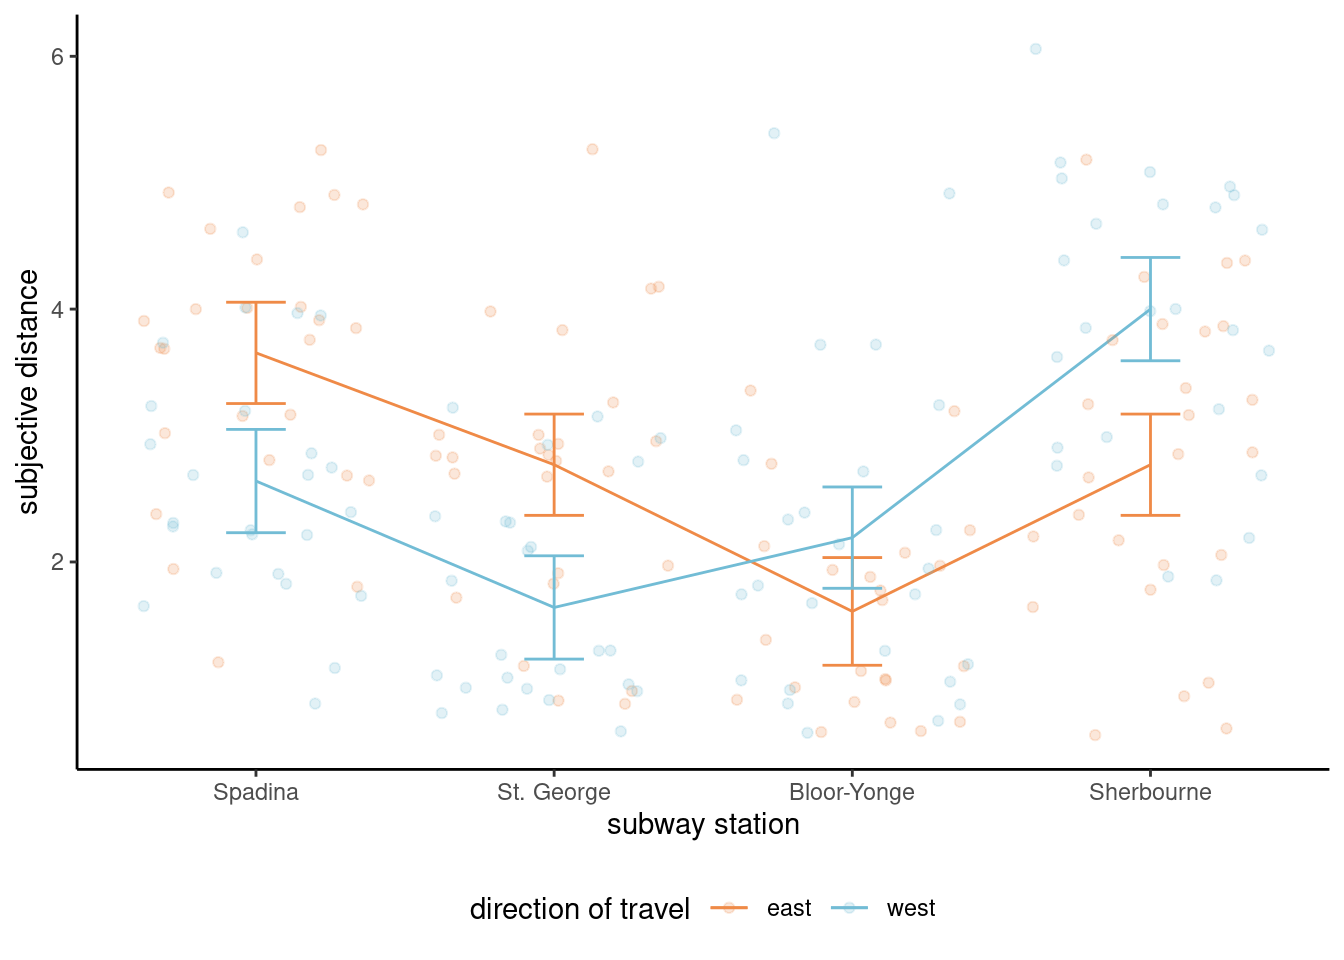 6
4
2
subjective distance
Spadina St. George Bloor-Yonge Sherbourne
subway station
direction of travel east west